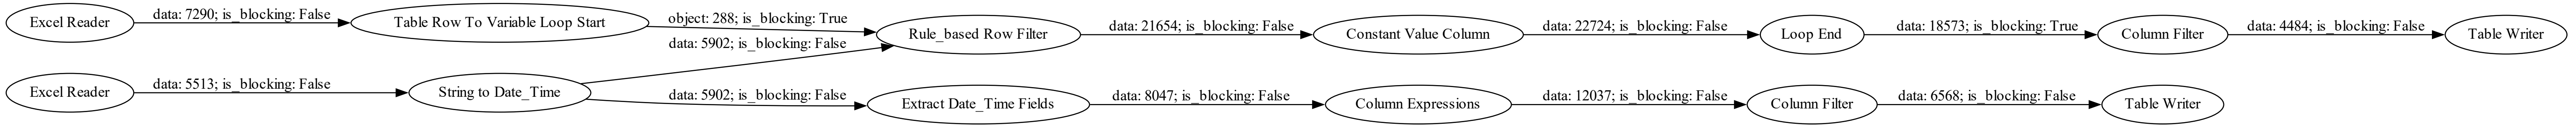 Excel Reader
data: 7290; is_blocking: False
Table Row To Variable Loop Start
object: 288; is_blocking: True
data: 5902; is_blocking: False
Rule_based Row Filter
data: 21654; is_blocking: False
Constant Value Column
data: 22724; is_blocking: False
Loop End
data: 18573; is_blocking: True
Column Filter
data: 4484; is_blocking: False
Table Writer
Excel Reader
data: 5513; is_blocking: False
String to Date_Time
data: 5902; is_blocking: False
Extract Date_Time Fields
data: 8047; is_blocking: False
Column Expressions
data: 12037; is_blocking: False
Column Filter
data: 6568; is_blocking: False
Table Writer